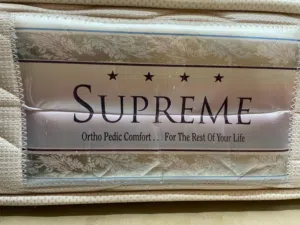 ★ ★ ★ ★
SUPREME
Ortho Pedic Comfort . . . For The Rest Of Your Life